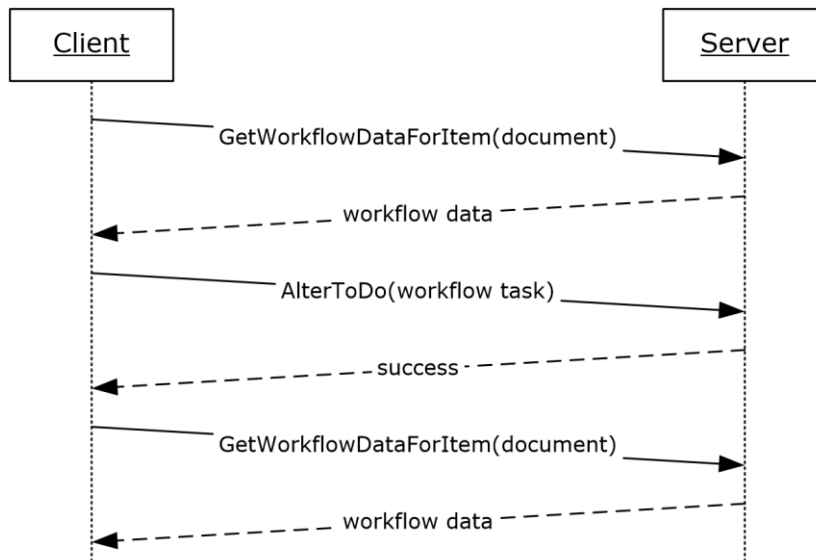 Client
Server
GetWorkflowDataForItem(document)
workflow data
AlterToDo(workflow task)
success
GetWorkflowDataForItem(document)
workflow data